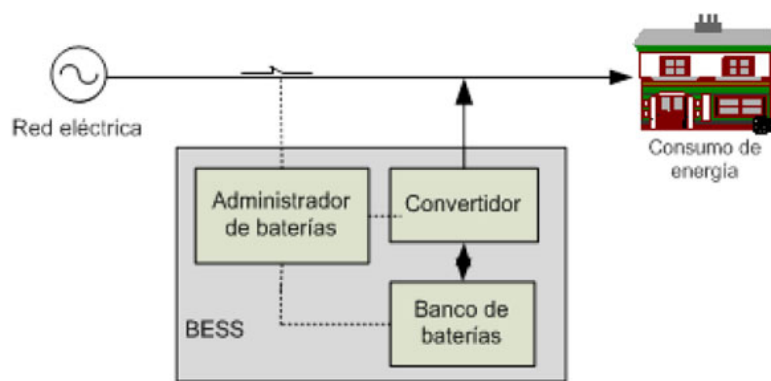 Red eléctrica
Consumo de
energía
Administrador
de baterías
Convertidor
Banco de
baterías
BESS